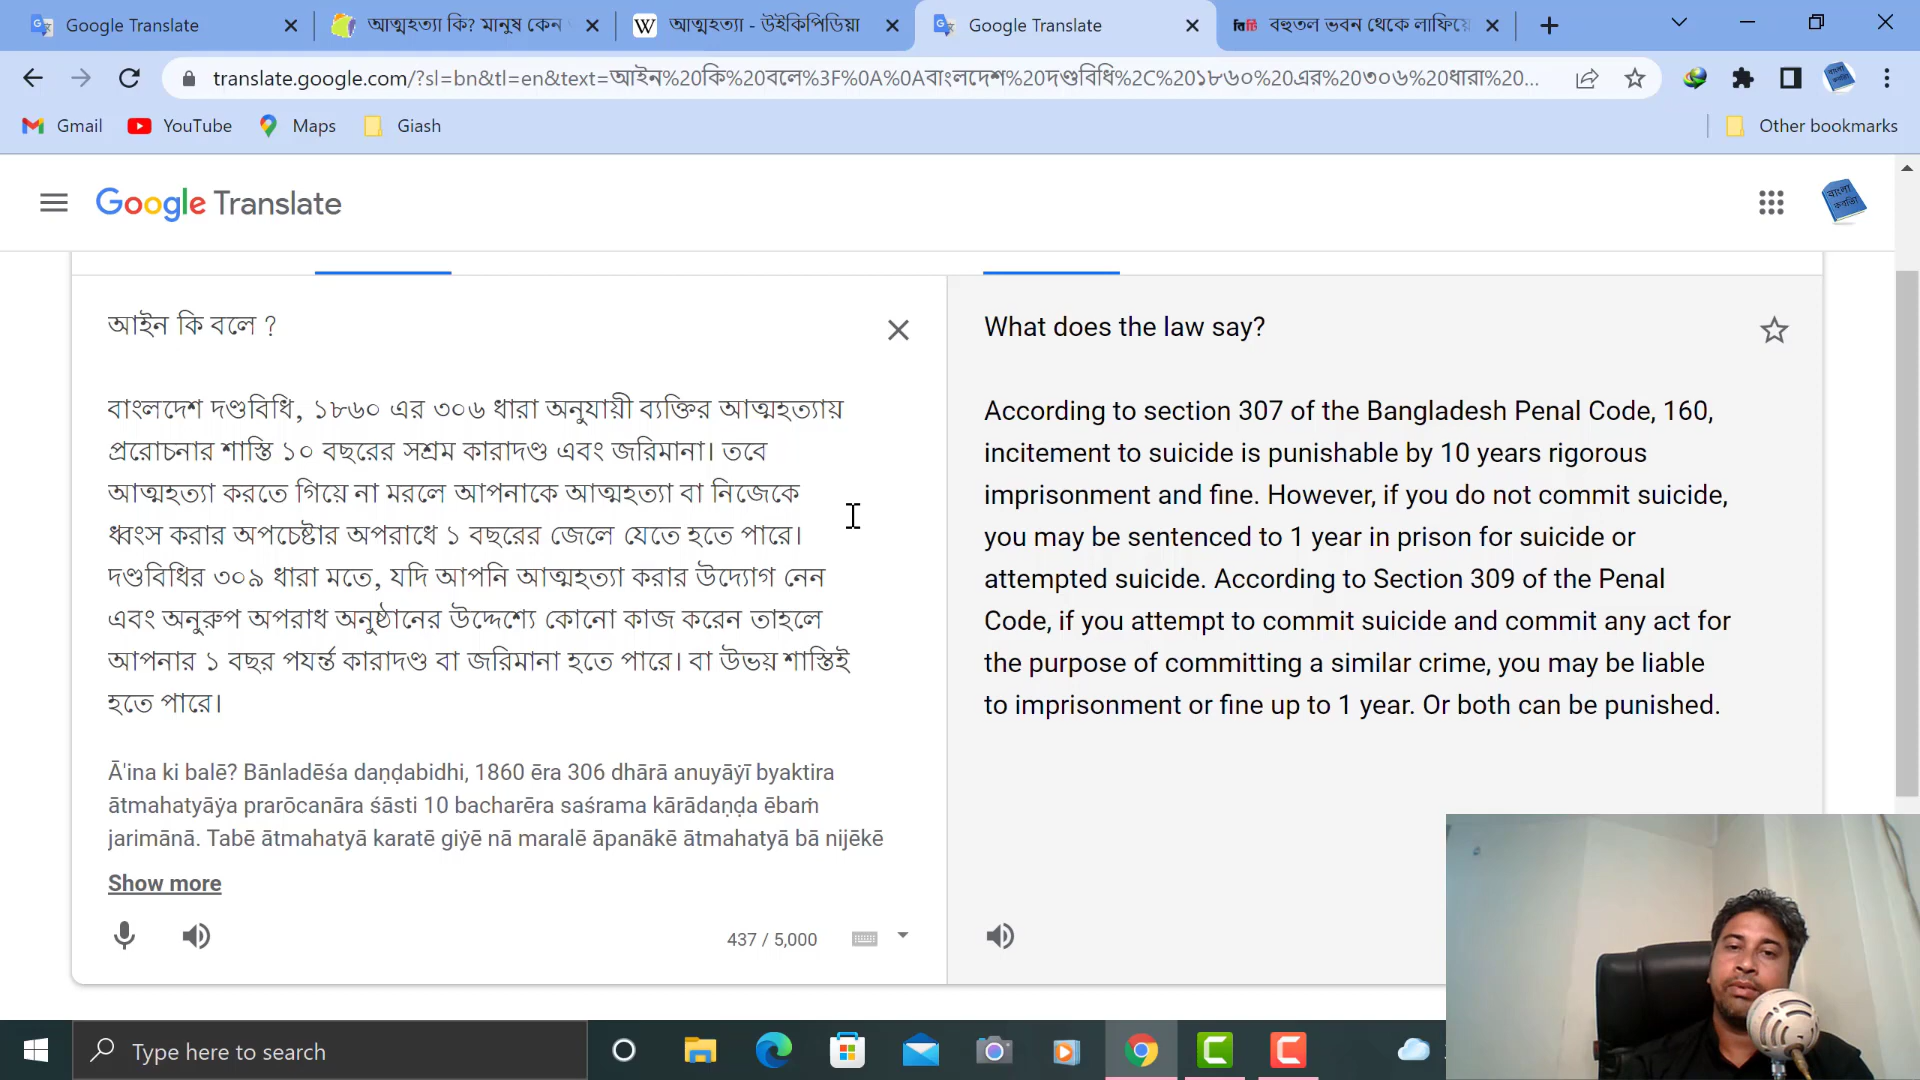 Google Translate
আত্মহত্যা কি? মানুষ কেন
আত্মহত্যা - উইকিপিডিয়া
Google Translate
বহুতল ভবন থেকে লাফিয়ে
translate.google.com/?sl=bn&tl=en&text=আইন%20কি%20বলে%3F%0A%0Aবাংলদেশ%20দণ্ডবিধি%2C%20১৮৬০%20এর%20৩০৬%20ধারা%20...
Gmail YouTube Maps Giash Other bookmarks
Google Translate
আইন কি বলে ?
বাংলদেশ দণ্ডবিধি, ১৮৬০ এর ৩০৬ ধারা অনুযায়ী ব্যক্তির আত্মহত্যায়
প্ররোচনার শাস্তি ১০ বছরের সশ্রম কারাদণ্ড এবং জরিমানা। তবে
আত্মহত্যা করতে গিয়ে না মরলে আপনাকে আত্মহত্যা বা নিজেকে
ধ্বংস করার অপচেষ্টার অপরাধে ১ বছরের জেলে যেতে হতে পারে।
দণ্ডবিধির ৩০৯ ধারা মতে, যদি আপনি আত্মহত্যা করার উদ্যোগ নেন
এবং অনুরুপ অপরাধ অনুষ্ঠানের উদ্দেশ্যে কোনো কাজ করেন তাহলে
আপনার ১ বছর পযর্ন্ত কারাদণ্ড বা জরিমানা হতে পারে। বা উভয় শাস্তিই
হতে পারে।
Ā'ina ki balē? Bānladēśa daṇḍabidhi, 1860 ēra 306 dhārā anuyāẏī byaktira
ātmahatyāẏa prarōcanāra śāsti 10 bacharēra saśrama kārādaṇḍa ēbaṁ
jarimānā. Tabē ātmahatyā karatē giẏē nā maralē āpanākē ātmahatyā bā nijēkē
Show more
437 / 5,000
What does the law say?
According to section 307 of the Bangladesh Penal Code, 160,
incitement to suicide is punishable by 10 years rigorous
imprisonment and fine. However, if you do not commit suicide,
you may be sentenced to 1 year in prison for suicide or
attempted suicide. According to Section 309 of the Penal
Code, if you attempt to commit suicide and commit any act for
the purpose of committing a similar crime, you may be liable
to imprisonment or fine up to 1 year. Or both can be punished.
Type here to search